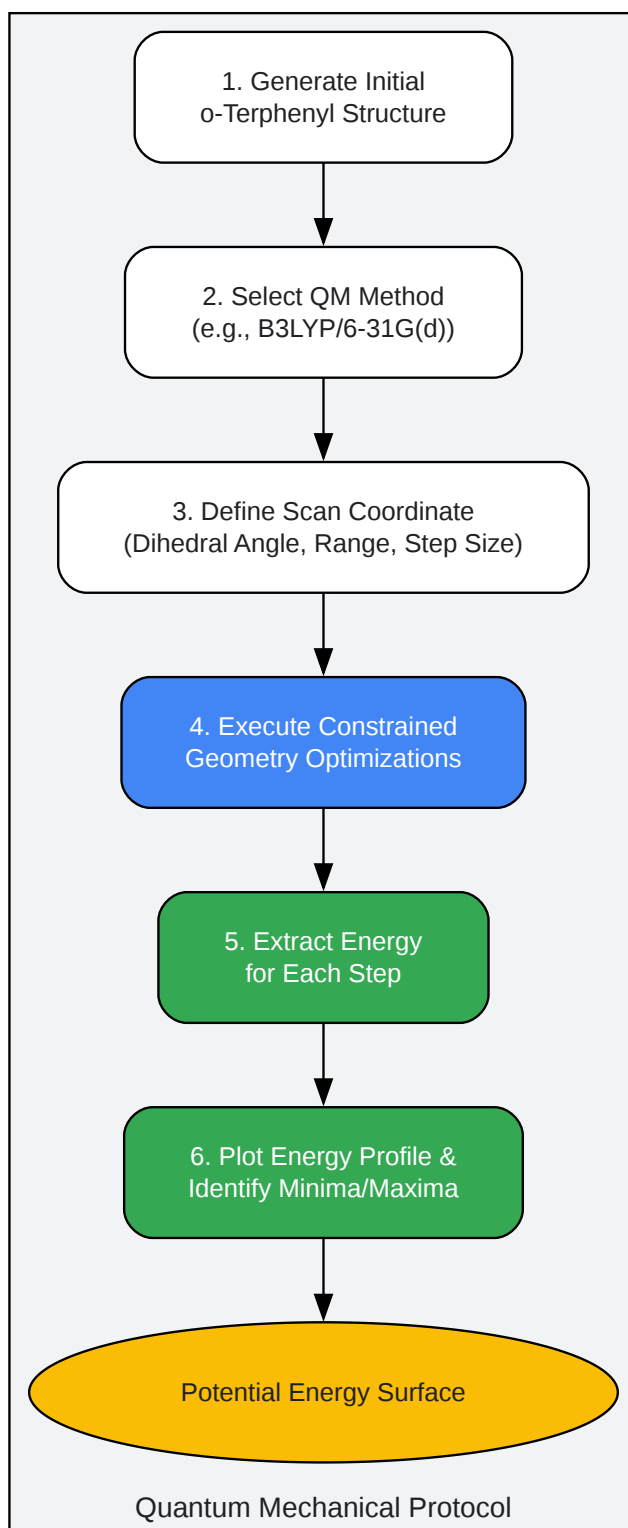 1. Generate Initial
o-Terphenyl Structure
2. Select QM Method
(e.g., B3LYP/6-31G(d))
3. Define Scan Coordinate
(Dihedral Angle, Range, Step Size)
4. Execute Constrained
Geometry Optimizations
5. Extract Energy
for Each Step
6. Plot Energy Profile &
Identify Minima/Maxima
Potential Energy Surface
Quantum Mechanical Protocol